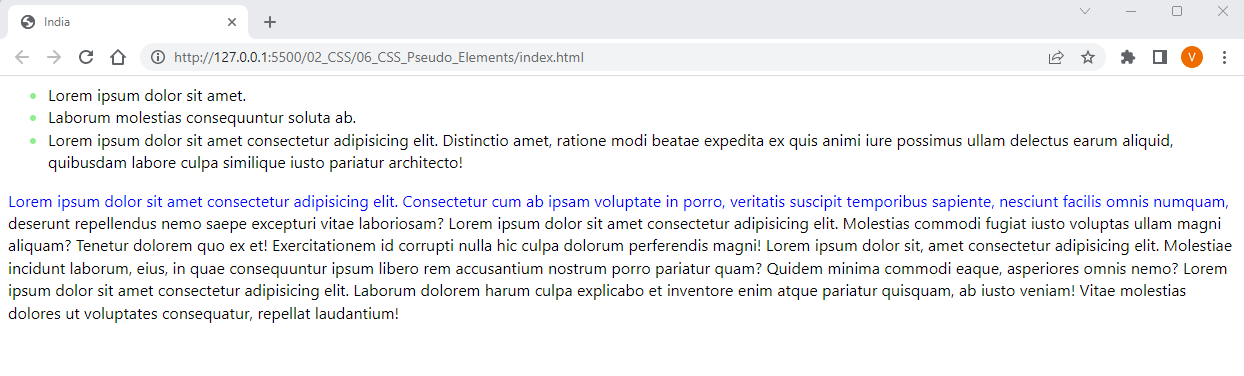 India
http://127.0.0.1:5500/02_CSS/06_CSS_Pseudo_Elements/index.html
V
Lorem ipsum dolor sit amet.
Laborum molestias consequuntur soluta ab.
Lorem ipsum dolor sit amet consectetur adipisicing elit. Distinctio amet, ratione modi beatae expedita ex quis animi iure possimus ullam delectus earum aliquid,
quibusdam labore culpa similique iusto pariatur architecto!
Lorem ipsum dolor sit amet consectetur adipisicing elit. Consectetur cum ab ipsam voluptate in porro, veritatis suscipit temporibus sapiente, nesciunt facilis omnis numquam,
deserunt repellendus nemo saepe excepturi vitae laboriosam? Lorem ipsum dolor sit amet consectetur adipisicing elit. Molestias commodi fugiat iusto voluptas ullam magni
aliquam? Tenetur dolorem quo ex et! Exercitationem id corrupti nulla hic culpa dolorum perferendis magni! Lorem ipsum dolor sit, amet consectetur adipisicing elit. Molestiae
incidunt laborum, eius, in quae consequuntur ipsum libero rem accusantium nostrum porro pariatur quam? Quidem minima commodi eaque, asperiores omnis nemo? Lorem
ipsum dolor sit amet consectetur adipisicing elit. Laborum dolorem harum culpa explicabo et inventore enim atque pariatur quisquam, ab iusto veniam! Vitae molestias
dolores ut voluptates consequatur, repellat laudantium!